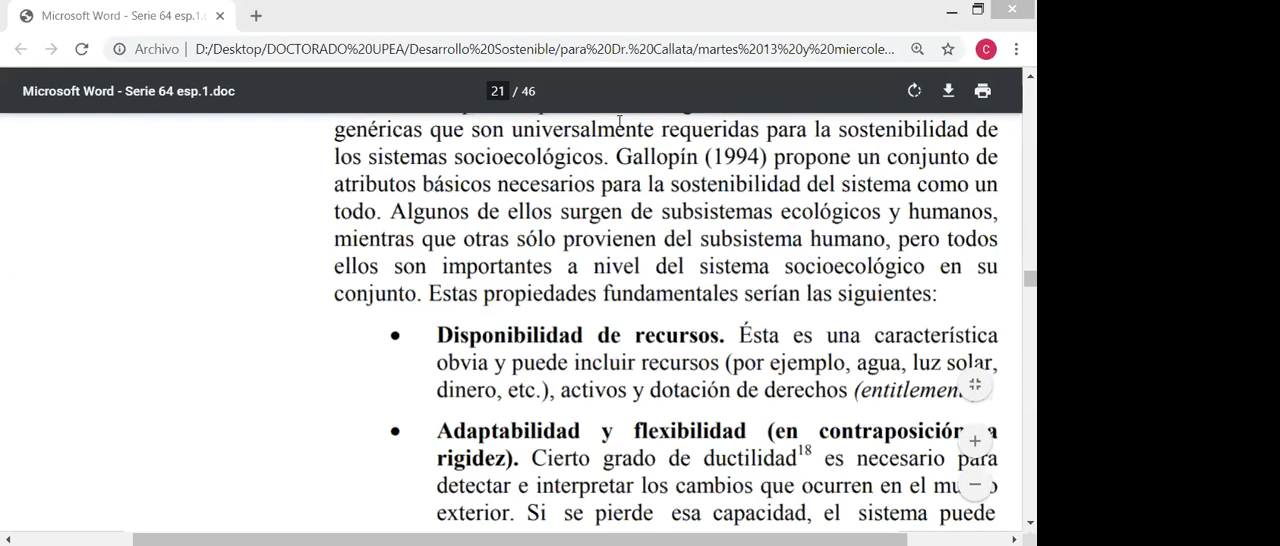 Microsoft Word - Serie 64 esp.1.
Archivo
D:/Desktop/DOCTORADO%20UPEA/Desarrollo%20Sostenible/para%20Dr.%20Callata/martes%2013%20y%20miercole...
C
Microsoft Word - Serie 64 esp.1.doc
21 / 46
genéricas que son universalmente requeridas para la sostenibilidad de
los sistemas socioecológicos. Gallopín (1994) propone un conjunto de
atributos básicos necesarios para la sostenibilidad del sistema como un
todo. Algunos de ellos surgen de subsistemas ecológicos y humanos,
mientras que otras sólo provienen del subsistema humano, pero todos
ellos son importantes a nivel del sistema socioecológico en su
conjunto. Estas propiedades fundamentales serían las siguientes:
• Disponibilidad de recursos. Ésta es una característica
obvia y puede incluir recursos (por ejemplo, agua, luz solar,
dinero, etc.), activos y dotación de derechos
• Adaptabilidad y flexibilidad (en contraposición a
rigidez). Cierto grado de ductilidad18 es necesario para
detectar e interpretar los cambios que ocurren en el
exterior. Si se pierde esa capacidad, el sistema puede